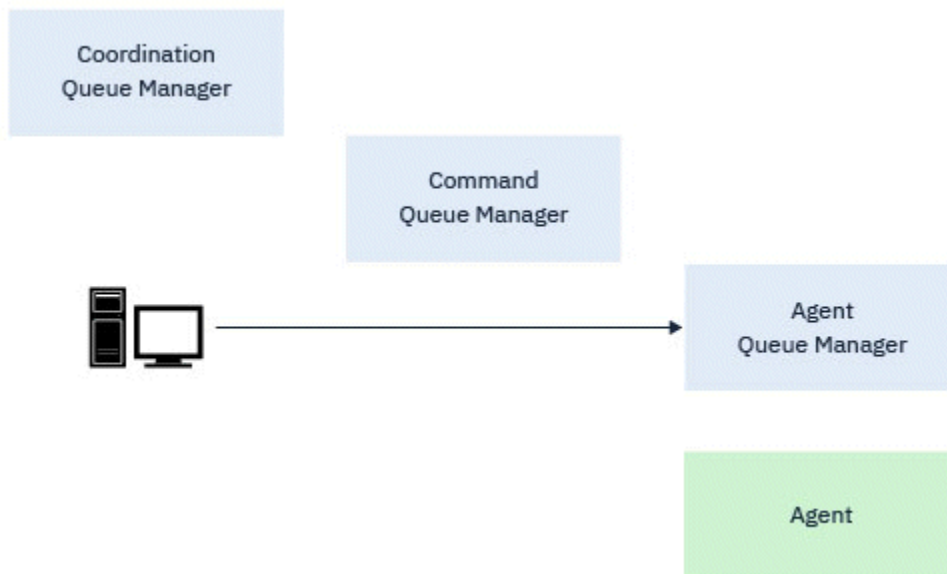 Coordination
Queue Manager
Command
Queue Manager
Agent
Queue Manager
Agent